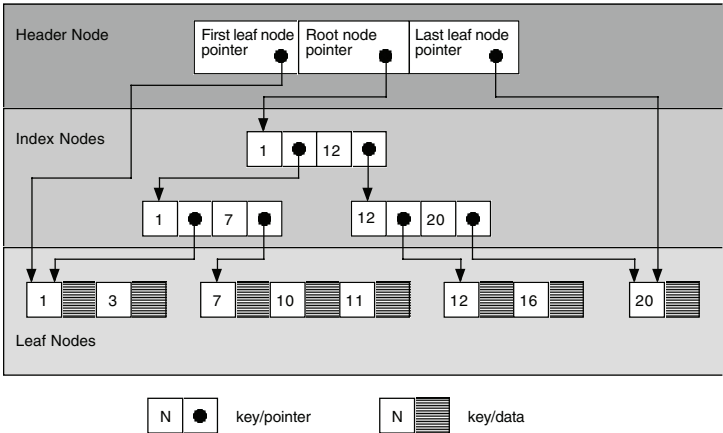 Header Node
First leaf node
pointer
Root node
pointer
Last leaf node
pointer
Index Nodes
1 12
1 7
12 20
1 3
7 10 11
12 16
20
Leaf Nodes
N key/pointer
N key/data